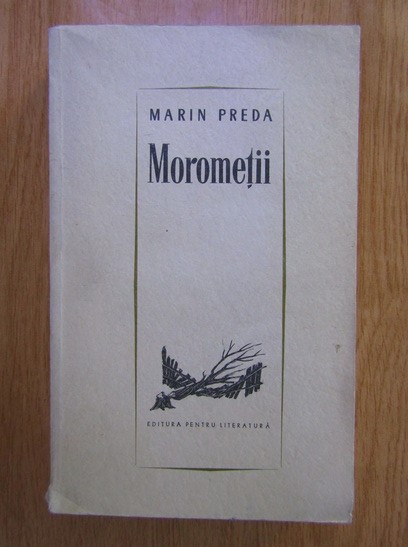 MARIN PREDA
Moromeții
EDITURA PENTRU LITERATURĂ